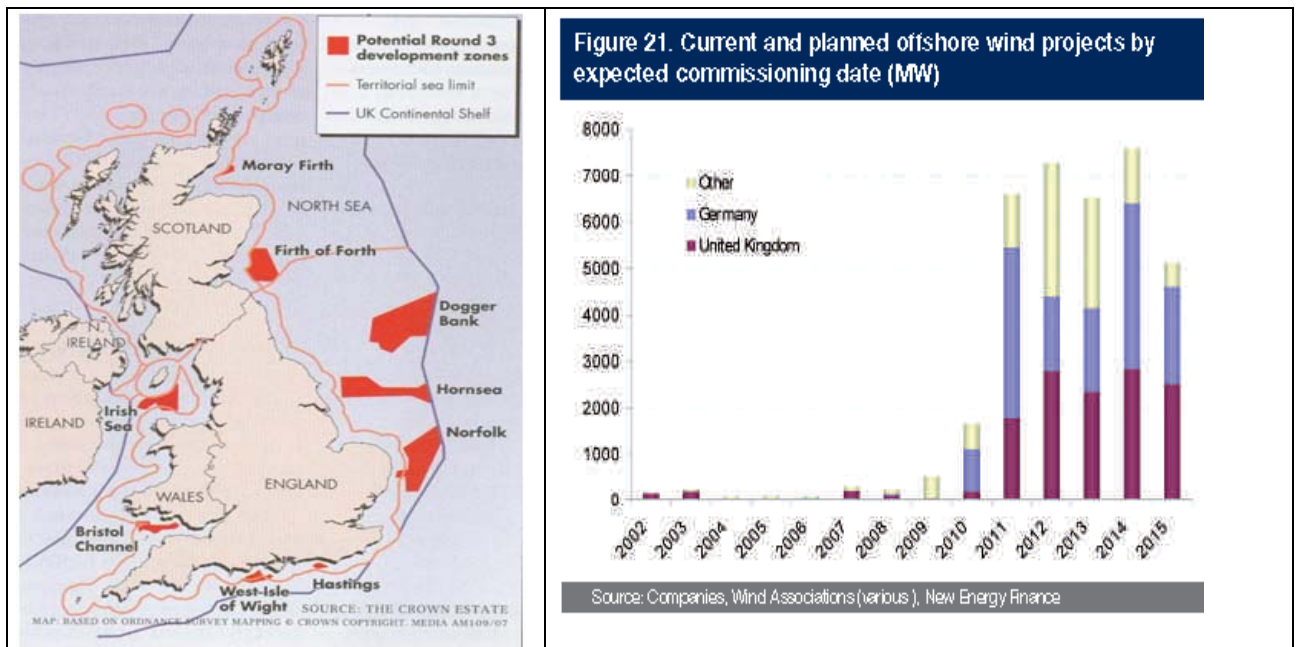 Potential Round 3
development zones
Territorial sea limit
UK Continental Shelf
Moray Firth
NORTH SEA
SCOTLAND
Firth of Forth
Dogger
Bank
N.
IRELAND
Hornsea
Irish
Sea
IRELAND
Norfolk
ENGLAND
WALES
Bristol
Channel
Hastings
West-Isle
of Wight
SOURCE: THE CROWN ESTATE
MAP: BASED ON ORDNANCE SURVEY MAPPING © CROWN COPYRIGHT. MEDIA AM109/07
Figure 21. Current and planned offshore wind projects by
expected commissioning date (MW)
8000
7000
6000
5000
4000
3000
2000
1000
0
Other
Germany
United Kingdom
2002
2003
2004
2005
2006
2007
2008
2009
2010
2011
2012
2013
2014
2015
Source: Companies, Wind Associations (various), New Energy Finance